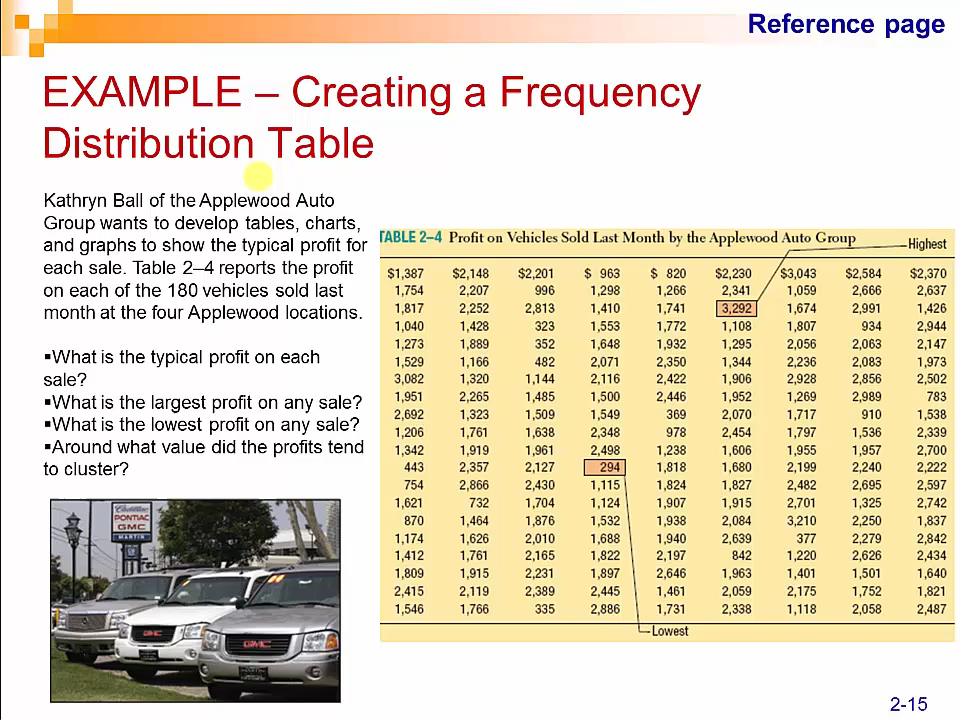 Reference page
EXAMPLE – Creating a Frequency
Distribution Table
Kathryn Ball of the Applewood Auto
Group wants to develop tables, charts,
and graphs to show the typical profit for
each sale. Table 2–4 reports the profit
on each of the 180 vehicles sold last
month at the four Applewood locations.
▪What is the typical profit on each
sale?
▪What is the largest profit on any sale?
▪What is the lowest profit on any sale?
▪Around what value did the profits tend
to cluster?
TABLE 2–4 Profit on Vehicles Sold Last Month by the Applewood Auto Group
Highest
$1,387 $2,148 $2,201 $ 963 $ 820 $2,230 $3,043 $2,584 $2,370
1,754 2,207 996 1,298 1,266 2,341 1,059 2,666 2,637
1,817 2,252 2,813 1,410 1,741 3,292 1,674 2,991 1,426
1,040 1,428 323 1,553 1,772 1,108 1,807 934 2,944
1,273 1,889 352 1,648 1,932 1,295 2,056 2,063 2,147
1,529 1,166 482 2,071 2,350 1,344 2,236 2,083 1,973
3,082 1,320 1,144 2,116 2,422 1,906 2,928 2,856 2,502
1,951 2,265 1,485 1,500 2,446 1,952 1,269 2,989 783
2,692 1,323 1,509 1,549 369 2,070 1,717 910 1,538
1,206 1,761 1,638 2,348 978 2,454 1,797 1,536 2,339
1,342 1,919 1,961 2,498 1,238 1,606 1,955 1,957 2,700
443 2,357 2,127 294 1,818 1,680 2,199 2,240 2,222
754 2,866 2,430 1,115 1,824 1,827 2,482 2,695 2,597
1,621 732 1,704 1,124 1,907 1,915 2,701 1,325 2,742
870 1,464 1,876 1,532 1,938 2,084 3,210 2,250 1,837
1,174 1,626 2,010 1,688 1,940 2,639 377 2,279 2,842
1,412 1,761 2,165 1,822 2,197 842 1,220 2,626 2,434
1,809 1,915 2,231 1,897 2,646 1,963 1,401 1,501 1,640
2,415 2,119 2,389 2,445 1,461 2,059 2,175 1,752 1,821
1,546 1,766 335 2,886 1,731 2,338 1,118 2,058 2,487
Lowest
Cadillac
PONTIAC
GMC
MARTIN
GMC
GMC
2-15